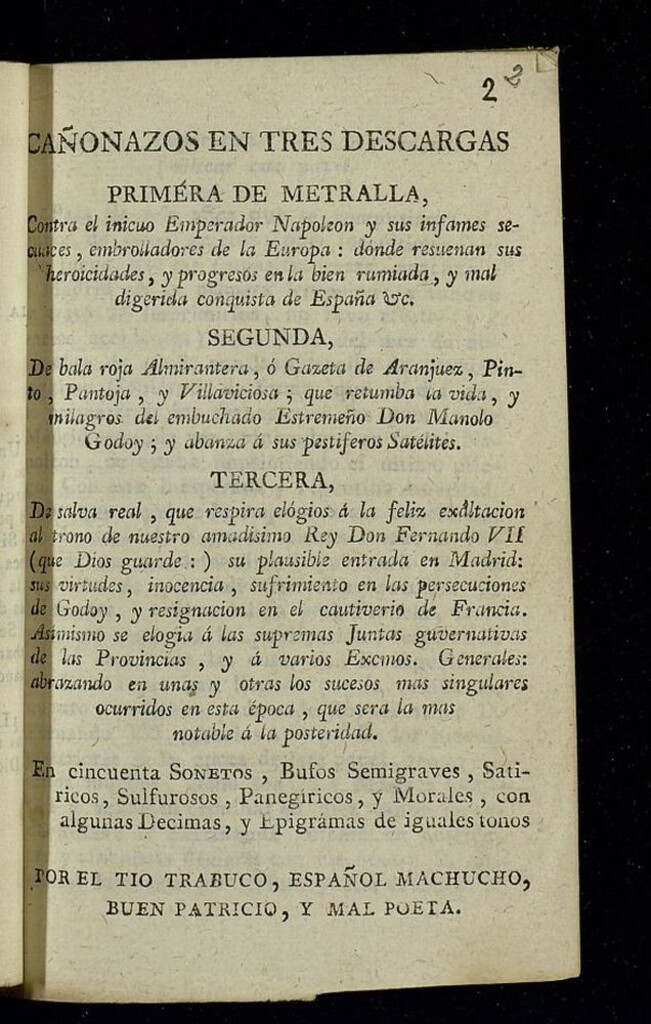 2 2
CAÑONAZOS EN TRES DESCARGAS
PRIMÉRA DE METRALLA,
Contra el inicuo Emperador Napoleon y sus infames se-
cuaces, embrolladores de la Europa: dónde resuenan sus
heroicidades, y progresos en la bien rumiada, y mal
digerida conquista de España &c.
SEGUNDA,
De bala roja Almirantera, ó Gazeta de Aranjuez, Pin-
to, Pantoja, y Villaviciosa; que retumba la vida, y
milagros del embuchado Estremeño Don Manolo
Godoy; y abanza á sus pestiferos Satélites.
TERCERA,
De salva real, que respira elógios á la feliz exâltacion
al trono de nuestro amadisimo Rey Don Fernando VII
(que Dios guarde:) su plausible entrada en Madrid:
sus virtudes, inocencia, sufrimiento en las persecuciones
de Godoy, y resignacion en el cautiverio de Francia.
Asimismo se elogia á las supremas Juntas guvernativas
de las Provincias, y á varios Excmos. Generales:
abrazando en unas y otras los sucesos mas singulares
ocurridos en esta época, que sera la mas
notable á la posteridad.
En cincuenta SONETOS, Bufos Semigraves, Sati-
ricos, Sulfurosos, Panegíricos, y Morales, con
algunas Decimas, y Epigrámas de iguales tonos
POR EL TIO TRABUCO, ESPAÑOL MACHUCHO,
BUEN PATRICIO, Y MAL POETA.